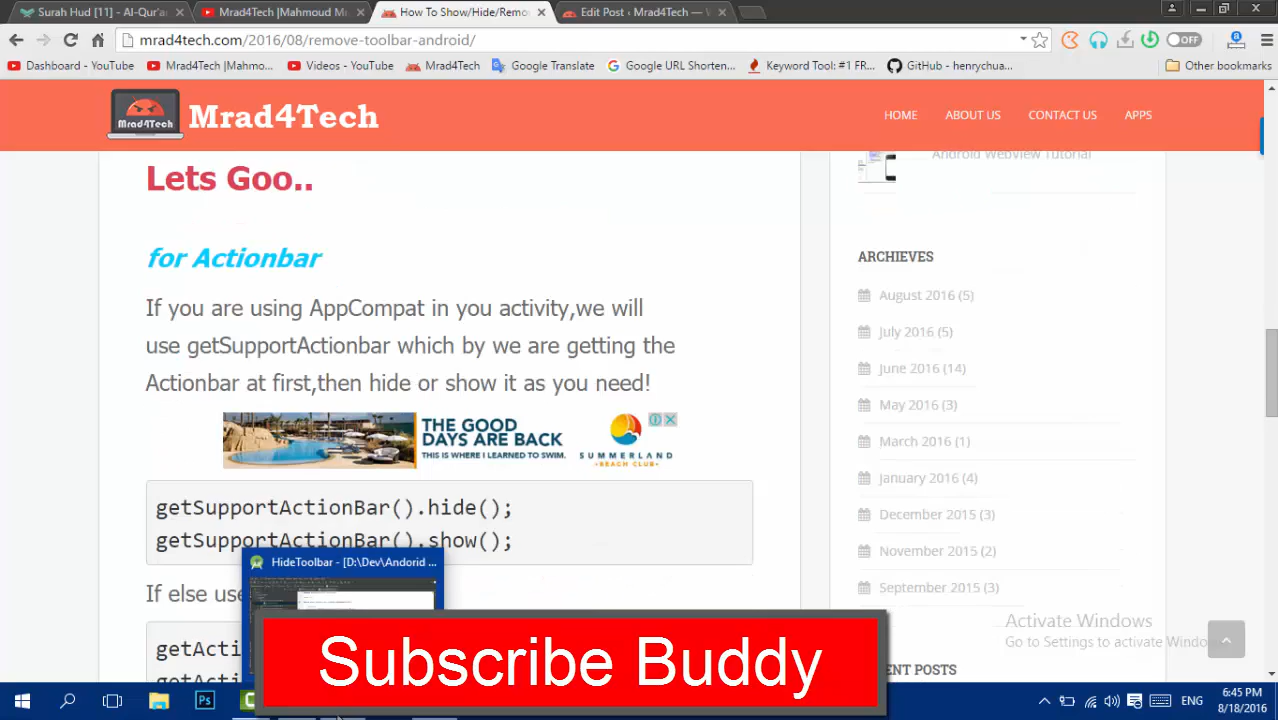 Surah Hud [11] - Al-Qur'a
Mrad4Tech |Mahmoud M
How To Show/Hide/Remo
Edit Post ‹ Mrad4Tech —
mrad4tech.com/2016/08/remove-toolbar-android/
OFF
Dashboard - YouTube
Mrad4Tech |Mahmo...
Videos - YouTube
Mrad4Tech
Google Translate
Google URL Shorten...
Keyword Tool: #1 FR...
GitHub - henrychua...
Other bookmarks
Mrad4Tech
Mrad4Tech
HOME
ABOUT US
CONTACT US
APPS
Lets Goo..
for Actionbar
If you are using AppCompat in you activity,we will
use getSupportActionbar which by we are getting the
Actionbar at first,then hide or show it as you need!
THE GOOD
DAYS ARE BACK
THIS IS WHERE I LEARNED TO SWIM.
SUMMERLAND
BEACH CLUB
getSupportActionBar().hide();
getSupportActionBar().show();
If else use
getActi
HideToolbar - [D:\Dev\Andorid ...
Subscribe Buddy
Android WebView Tutorial
ARCHIEVES
August 2016 (5)
July 2016 (5)
June 2016 (14)
May 2016 (3)
March 2016 (1)
January 2016 (4)
December 2015 (3)
November 2015 (2)
September 2015 (3)
Activate Windows
Go to Settings to activate Windo
ENT POSTS
Ps
ENG
6:45 PM
8/18/2016